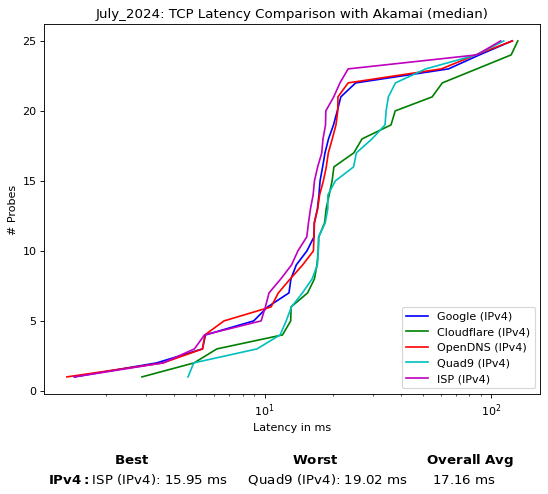 July_2024: TCP Latency Comparison with Akamai (median)
25
20
15
10
5
0
# Probes
Google (IPv4)
Cloudflare (IPv4)
OpenDNS (IPv4)
Quad9 (IPv4)
ISP (IPv4)
10¹ 10²
Latency in ms
Best Worst Overall Avg
IPv4: ISP (IPv4): 15.95 ms Quad9 (IPv4): 19.02 ms 17.16 ms